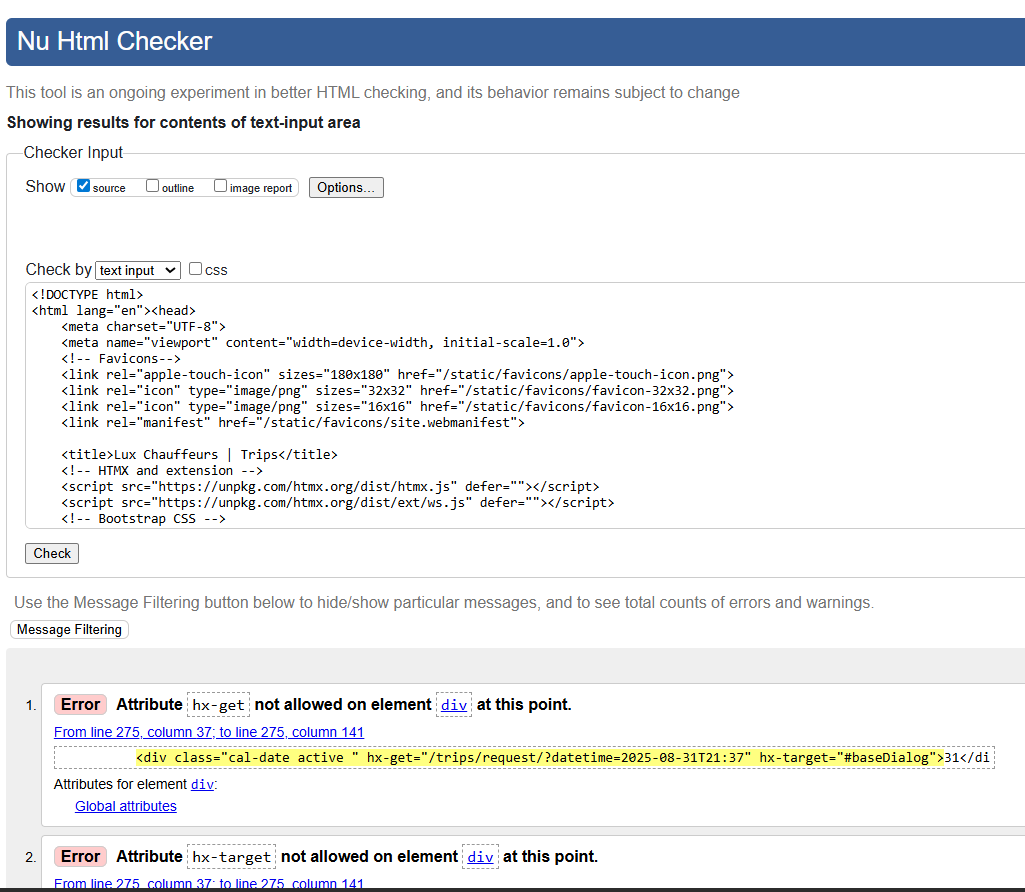 Nu Html Checker
This tool is an ongoing experiment in better HTML checking, and its behavior remains subject to change
Showing results for contents of text-input area
Checker Input
Show source outline image report Options...
Check by text input css
<!DOCTYPE html>
<html lang="en"><head>
    <meta charset="UTF-8">
    <meta name="viewport" content="width=device-width, initial-scale=1.0">
    <!-- Favicons-->
    <link rel="apple-touch-icon" sizes="180x180" href="/static/favicons/apple-touch-icon.png">
    <link rel="icon" type="image/png" sizes="32x32" href="/static/favicons/favicon-32x32.png">
    <link rel="icon" type="image/png" sizes="16x16" href="/static/favicons/favicon-16x16.png">
    <link rel="manifest" href="/static/favicons/site.webmanifest">
    <title>Lux Chauffeurs | Trips</title>
    <!-- HTMX and extension -->
    <script src="https://unpkg.com/htmx.org/dist/htmx.js" defer=""></script>
    <script src="https://unpkg.com/htmx.org/dist/ext/ws.js" defer=""></script>
    <!-- Bootstrap CSS -->
Check
Use the Message Filtering button below to hide/show particular messages, and to see total counts of errors and warnings.
Message Filtering
1. Error Attribute hx-get not allowed on element div at this point.
From line 275, column 37; to line 275, column 141
<div class="cal-date active " hx-get="/trips/request/?datetime=2025-08-31T21:37" hx-target="#baseDialog">31</di
Attributes for element div:
Global attributes
2. Error Attribute hx-target not allowed on element div at this point.
From line 275, column 37; to line 275, column 141